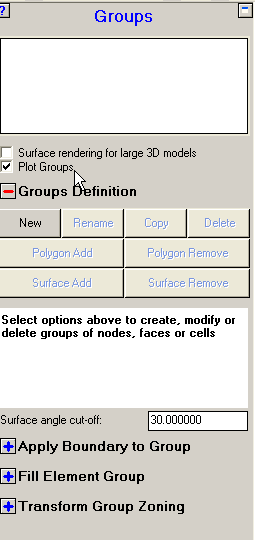 ?
Groups
Surface rendering for large 3D models
Plot Groups
Groups Definition
New Rename Copy Delete
Polygon Add Polygon Remove
Surface Add Surface Remove
Select options above to create, modify or
delete groups of nodes, faces or cells
Surface angle cut-off: 30.000000
Apply Boundary to Group
Fill Element Group
Transform Group Zoning